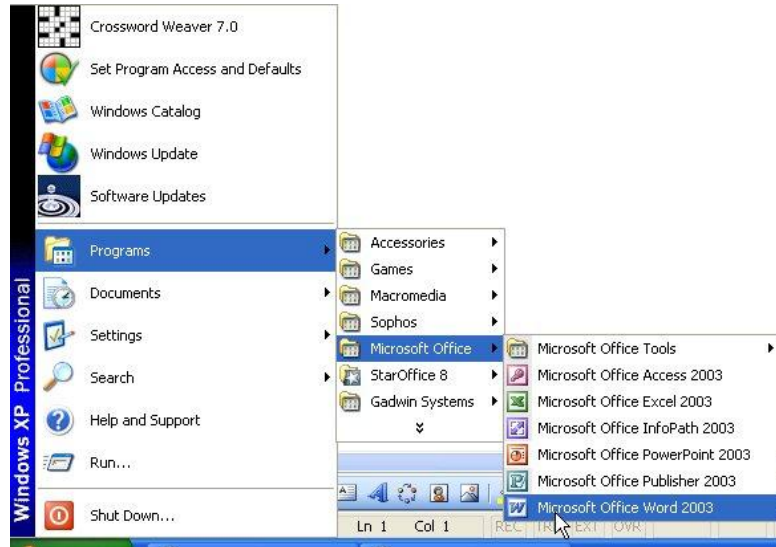 Crossword Weaver 7.0
Set Program Access and Defaults
Windows Catalog
Windows Update
Software Updates
Programs
Documents
Settings
Search
Help and Support
Run...
Shut Down...
Windows XP Professional
Accessories
Games
Macromedia
Sophos
Microsoft Office
StarOffice 8
Gadwin Systems
Microsoft Office Tools
Microsoft Office Access 2003
Microsoft Office Excel 2003
Microsoft Office InfoPath 2003
Microsoft Office PowerPoint 2003
Microsoft Office Publisher 2003
Microsoft Office Word 2003
Ln 1 Col 1 REC EXT OVR